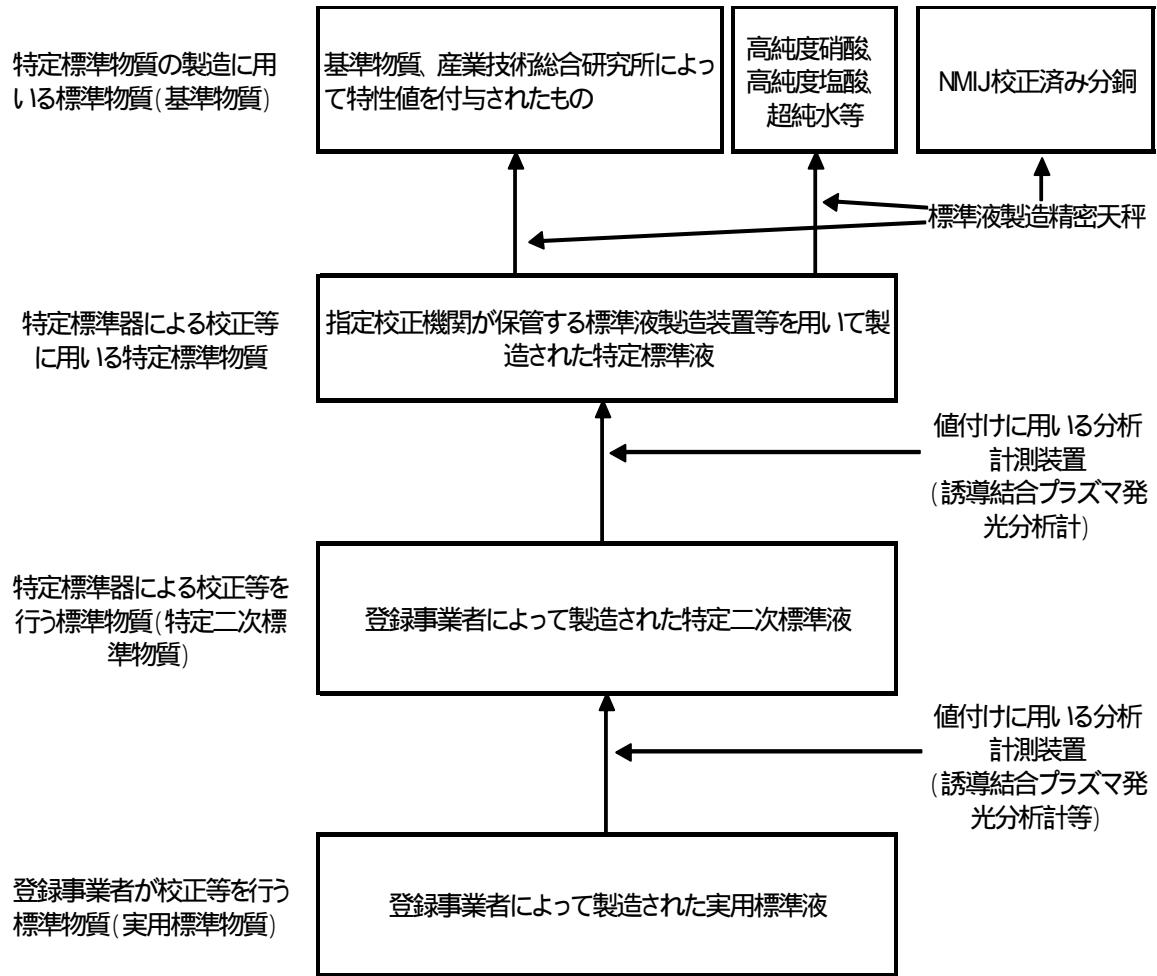 特定標準物質の製造に用
いる標準物質(基準物質)
基準物質、産業技術総合研究所によっ
て特性値を付与されたもの
高純度硝酸、
高純度塩酸、
超純水等
NMIJ校正済み分銅
標準液製造精密天秤
特定標準器による校正等
に用いる特定標準物質
指定校正機関が保管する標準液製造装置等を用いて製
造された特定標準液
値付けに用いる分析
計測装置
(誘導結合プラズマ発
光分析計)
特定標準器による校正等を
行う標準物質(特定二次標
準物質)
登録事業者によって製造された特定二次標準液
値付けに用いる分析
計測装置
(誘導結合プラズマ発
光分析計等)
登録事業者が校正等を行う
標準物質(実用標準物質)
登録事業者によって製造された実用標準液